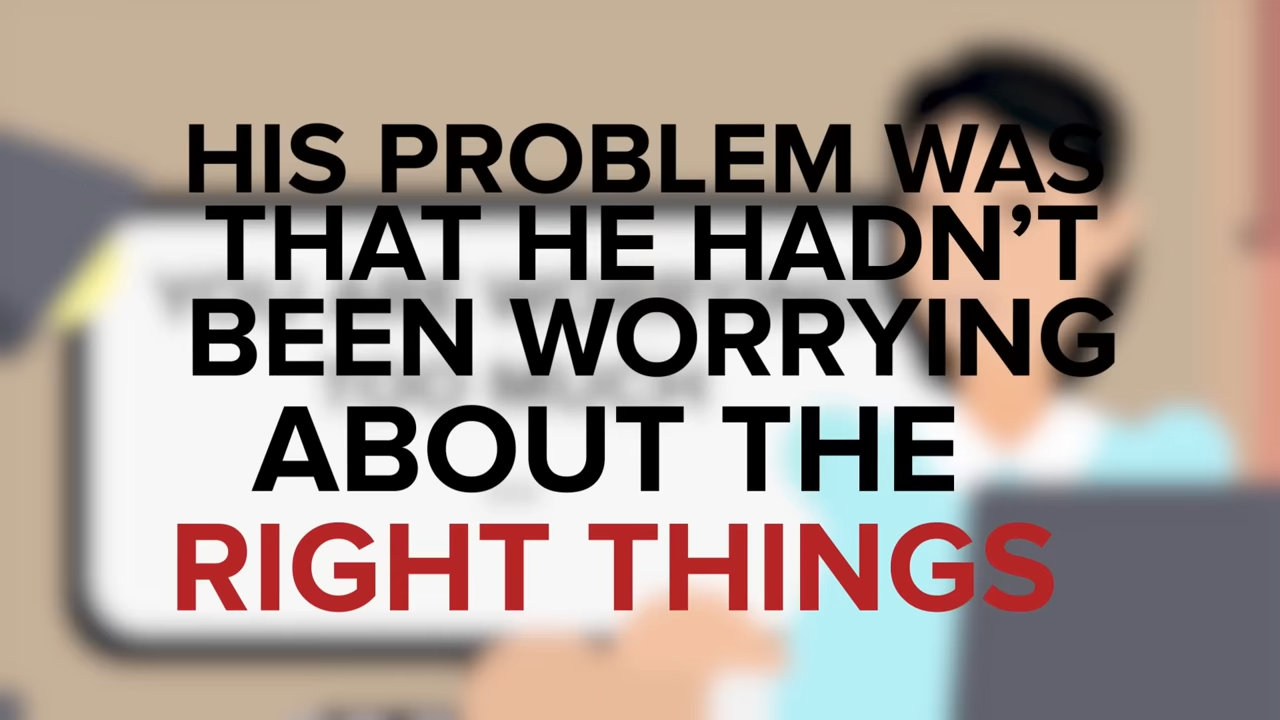 HIS PROBLEM WAS
THAT HE HADN’T
BEEN WORRYING
ABOUT THE
RIGHT THINGS